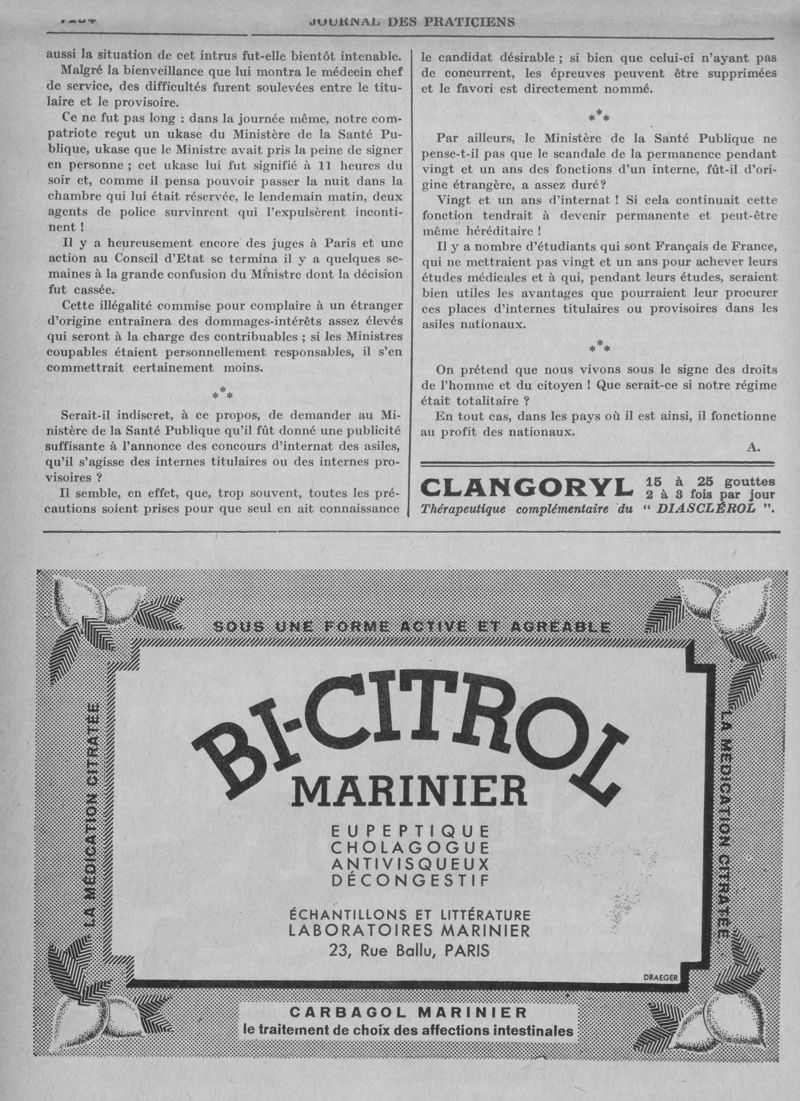 JOURNAL DES PRATICIENS
aussi la situation de cet intrus fut-elle bientôt intenable.
Malgré la bienveillance que lui montra le médecin chef
de service, des difficultés furent soulevées entre le titu-
laire et le provisoire.
Ce ne fut pas long : dans la journée même, notre com-
patriote reçut un ukase du Ministère de la Santé Pu-
blique, ukase que le Ministre avait pris la peine de signer
en personne ; cet ukase lui fut signifié à 11 heures du
soir et, comme il pensa pouvoir passer la nuit dans la
chambre qui lui était réservée, le lendemain matin, deux
agents de police survinrent qui l'expulsèrent inconti-
nent !
Il y a heureusement encore des juges à Paris et une
action au Conseil d'Etat se termina il y a quelques se-
maines à la grande confusion du Ministre dont la décision
fut cassée.
Cette illégalité commise pour complaire à un étranger
d'origine entraînera des dommages-intérêts assez élevés
qui seront à la charge des contribuables ; si les Ministres
coupables étaient personnellement responsables, il s'en
commettrait certainement moins.
***
Serait-il indiscret, à ce propos, de demander au Mi-
nistère de la Santé Publique qu'il fût donné une publicité
suffisante à l'annonce des concours d'internat des asiles,
qu'il s'agisse des internes titulaires ou des internes pro-
visoires ?
Il semble, en effet, que, trop souvent, toutes les pré-
cautions soient prises pour que seul en ait connaissance
le candidat désirable ; si bien que celui-ci n'ayant pas
de concurrent, les épreuves peuvent être supprimées
et le favori est directement nommé.
***
Par ailleurs, le Ministère de la Santé Publique ne
pense-t-il pas que le scandale de la permanence pendant
vingt et un ans des fonctions d'un interne, fût-il d'ori-
gine étrangère, a assez duré?
Vingt et un ans d'internat ! Si cela continuait cette
fonction tendrait à devenir permanente et peut-être
même héréditaire !
Il y a nombre d'étudiants qui sont Français de France,
qui ne mettraient pas vingt et un ans pour achever leurs
études médicales et à qui, pendant leurs études, seraient
bien utiles les avantages que pourraient leur procurer
ces places d'internes titulaires ou provisoires dans les
asiles nationaux.
***
On prétend que nous vivons sous le signe des droits
de l'homme et du citoyen ! Que serait-ce si notre régime
était totalitaire ?
En tout cas, dans les pays où il est ainsi, il fonctionne
au profit des nationaux.
A.
CLANGORYL 15 à 25 gouttes
2 à 3 fois par jour
Thérapeutique complémentaire du " DIASCLÉROL ".
SOUS UNE FORME ACTIVE ET AGRÉABLE
LA MÉDICATION CITRATÉE
BI-CITROL
MARINIER
EUPEPTIQUE
CHOLAGOGUE
ANTIVISQUEUX
DÉCONGESTIF
ÉCHANTILLONS ET LITTÉRATURE
LABORATOIRES MARINIER
23, Rue Ballu, PARIS
DRAEGER
LA MÉDICATION CITRATÉE
CARBAGOL MARINIER
le traitement de choix des affections intestinales